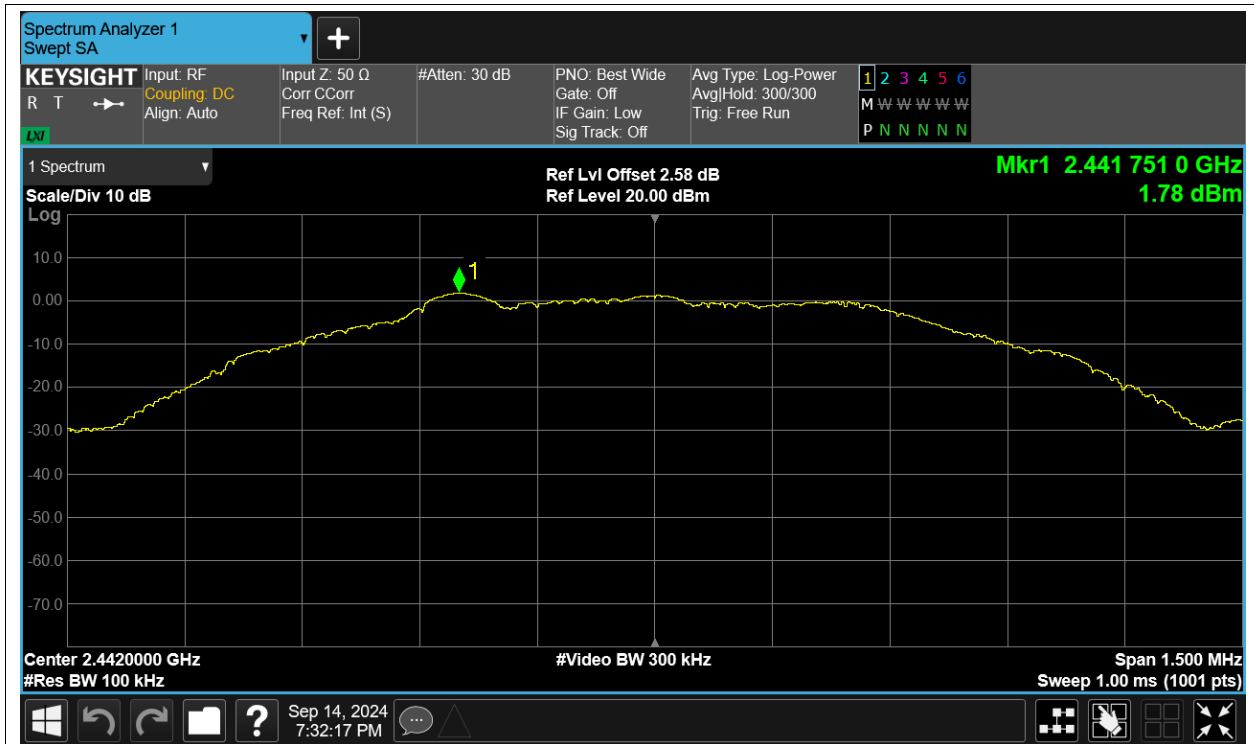 Spectrum Analyzer 1
Swept SA
KEYSIGHT
R T
LXI
Input: RF
Coupling: DC
Align: Auto
Input Z: 50 Ω
Corr CCorr
Freq Ref: Int (S)
#Atten: 30 dB
PNO: Best Wide
Gate: Off
IF Gain: Low
Sig Track: Off
Avg Type: Log-Power
Avg|Hold: 300/300
Trig: Free Run
1 2 3 4 5 6
M W W W W W W
P N N N N N
1 Spectrum
Scale/Div 10 dB
Ref Lvl Offset 2.58 dB
Ref Level 20.00 dBm
Mkr1 2.441 751 0 GHz
1.78 dBm
Log
10.0
0.00
-10.0
-20.0
-30.0
-40.0
-50.0
-60.0
-70.0
1
Center 2.4420000 GHz
#Res BW 100 kHz
#Video BW 300 kHz
Span 1.500 MHz
Sweep 1.00 ms (1001 pts)
?
Sep 14, 2024
7:32:17 PM